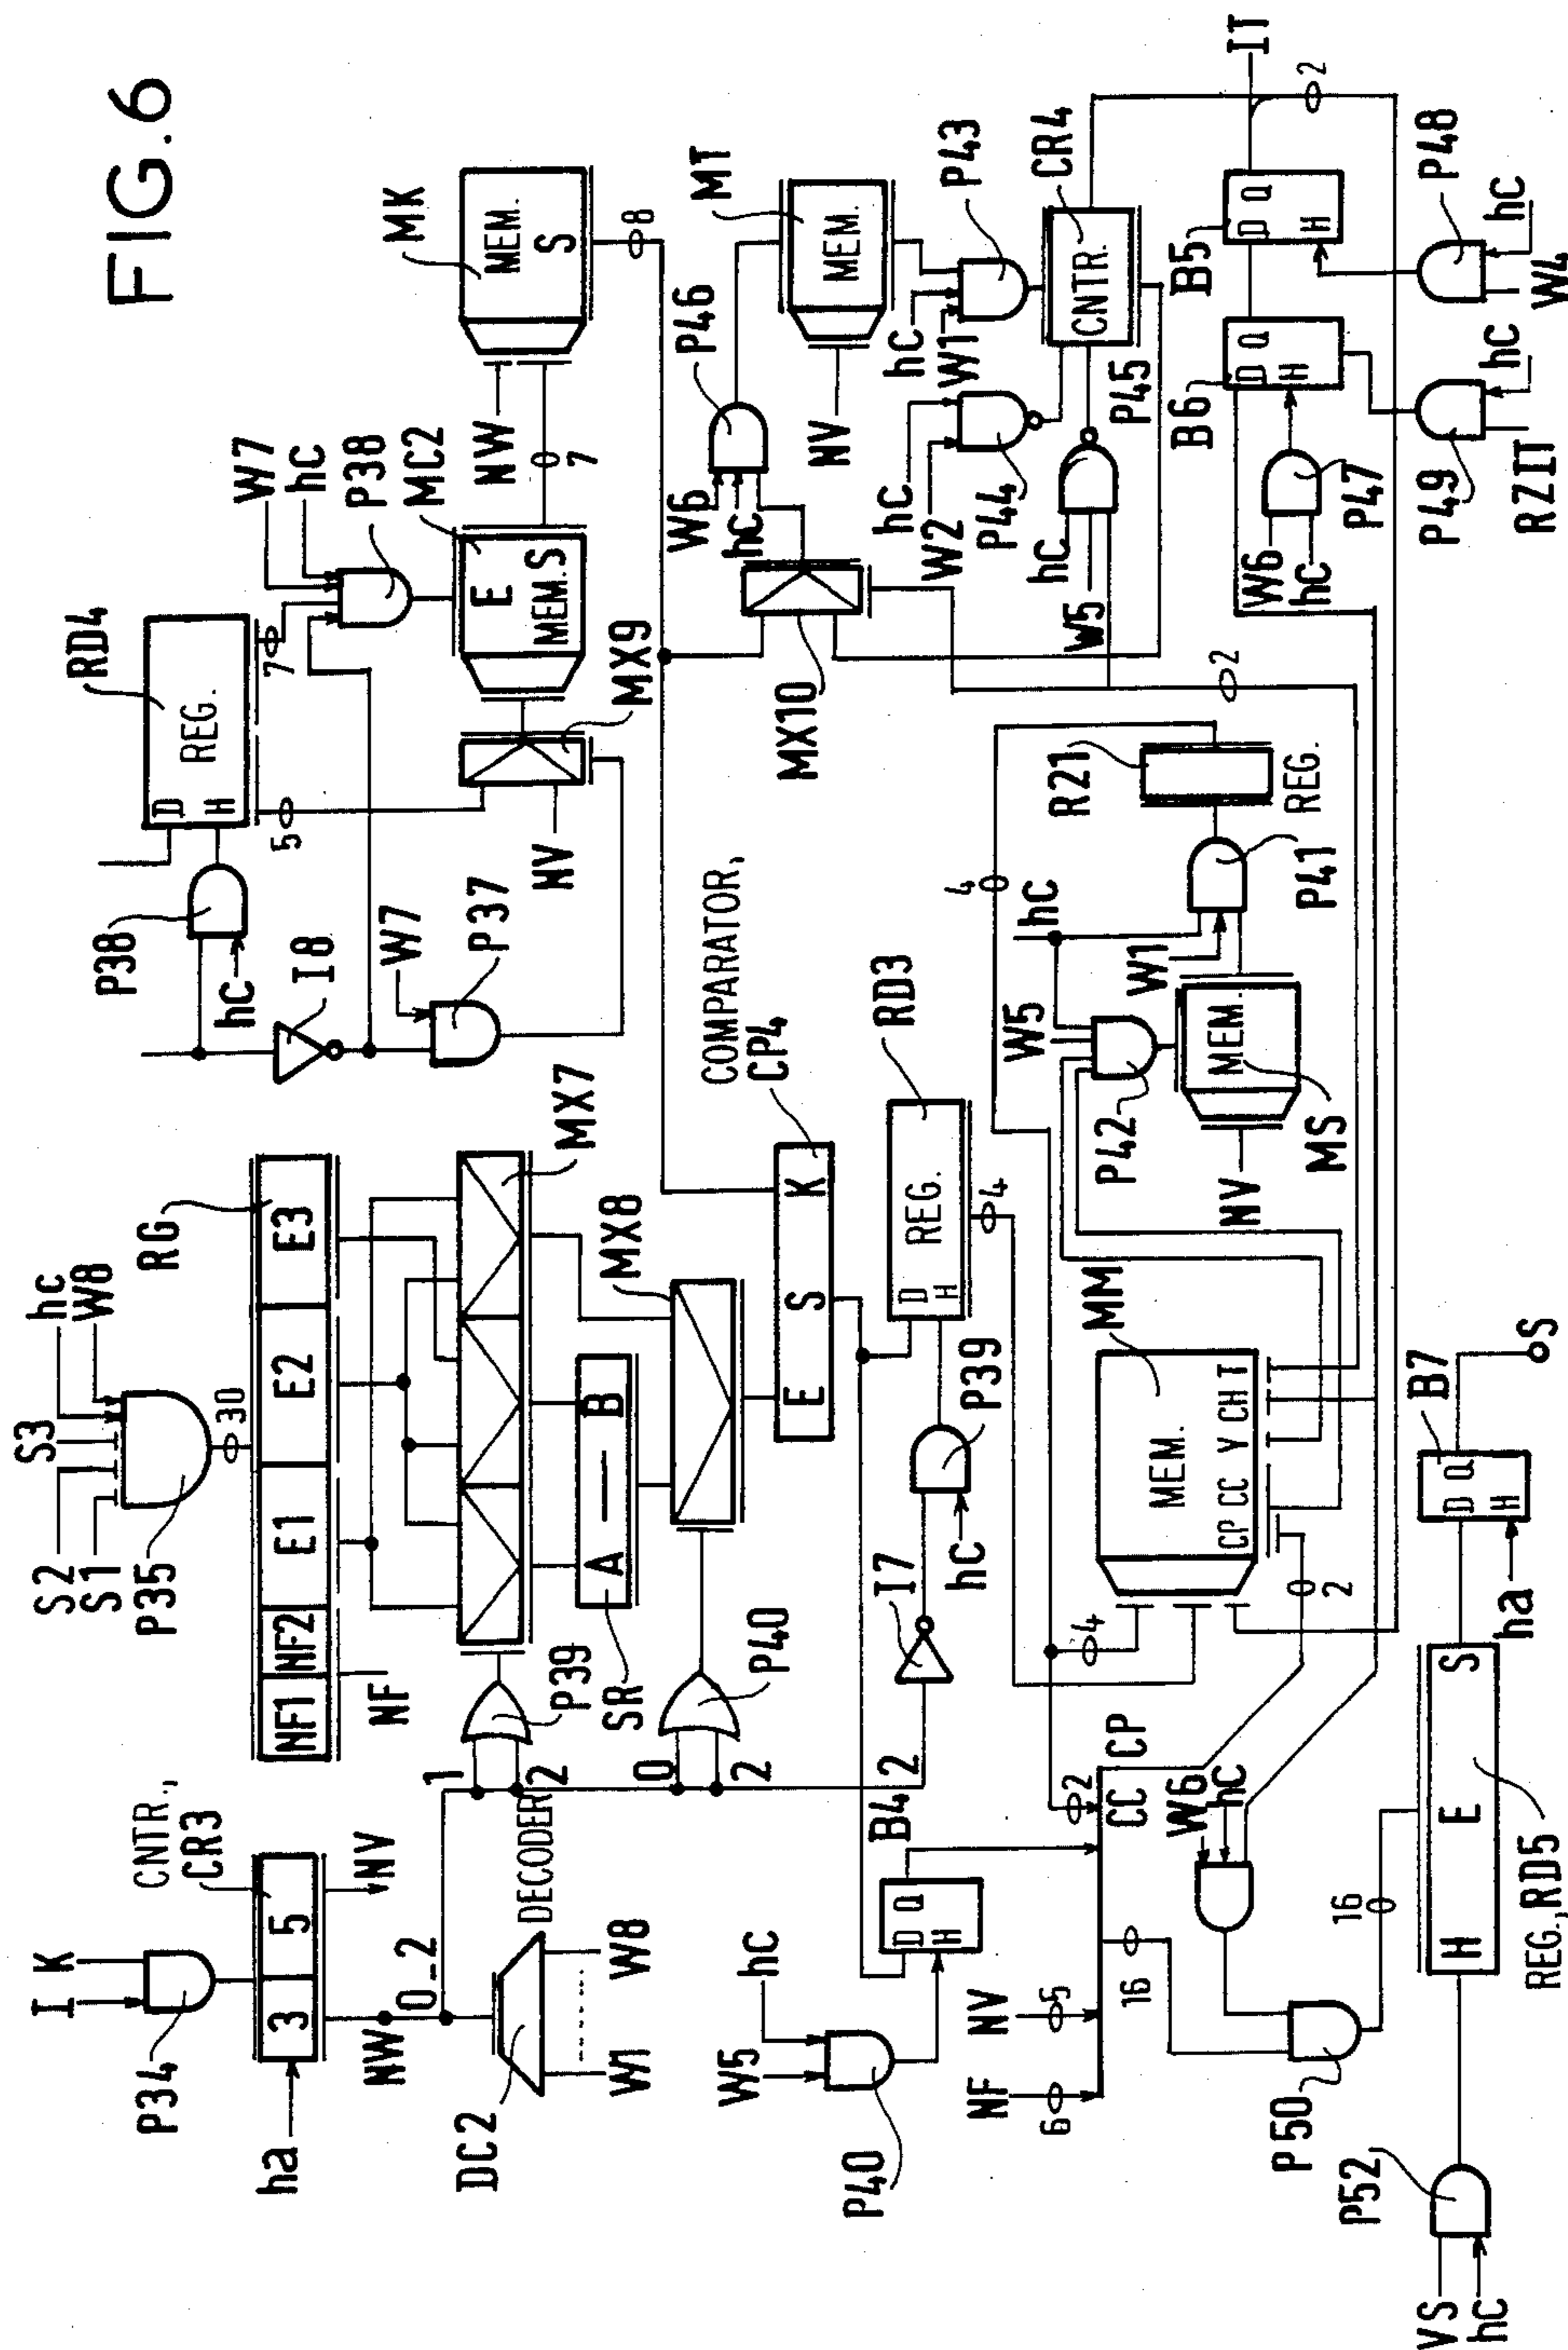 FIG.6
I K
P34
ha
3 5
CNTR.,
CR3
NW
NV
0_2
DC2
DECODER
W1 W8
S2
S1
S3
hc
W8
P35
30
RG
NF1 NF2 E1 E2 E3
NF
1
2
P39
MX7
SR
A — B
0
2
P40
MX8
COMPARATOR,
CP4
E S K
P38
hC
I8
RD4
REG.
D
H
5
7
W7
P37
NV
MX9
W7
hC
P38
MC2
E
MEM.S
NW
7
MK
MEM.
S
8
W5
hC
P40
B4
D Q
H
2
I7
hC
P39
RD3
REG.
D
H
4
W6
hC
P46
MX10
MT
MEM.
NV
hC
W1
P43
hC
W2
P44
hC
W5
P45
CR4
CNTR.
2
NF
6
NV
5
16
CC
2
CP
W6
hC
4
MM
MEM.
CP CC Y CH T
2
4
hC
W5
P42
W1
P41
R21
REG.
NV
MEM.
MS
B6
D Q
H
B5
D Q
H
IT
2
W6
hC
P47
P49
hC
RZIT
P48
hC
W4
P50
16
P52
VS
hC
H E S
REG.,RD5
B7
D Q
H
ha
S